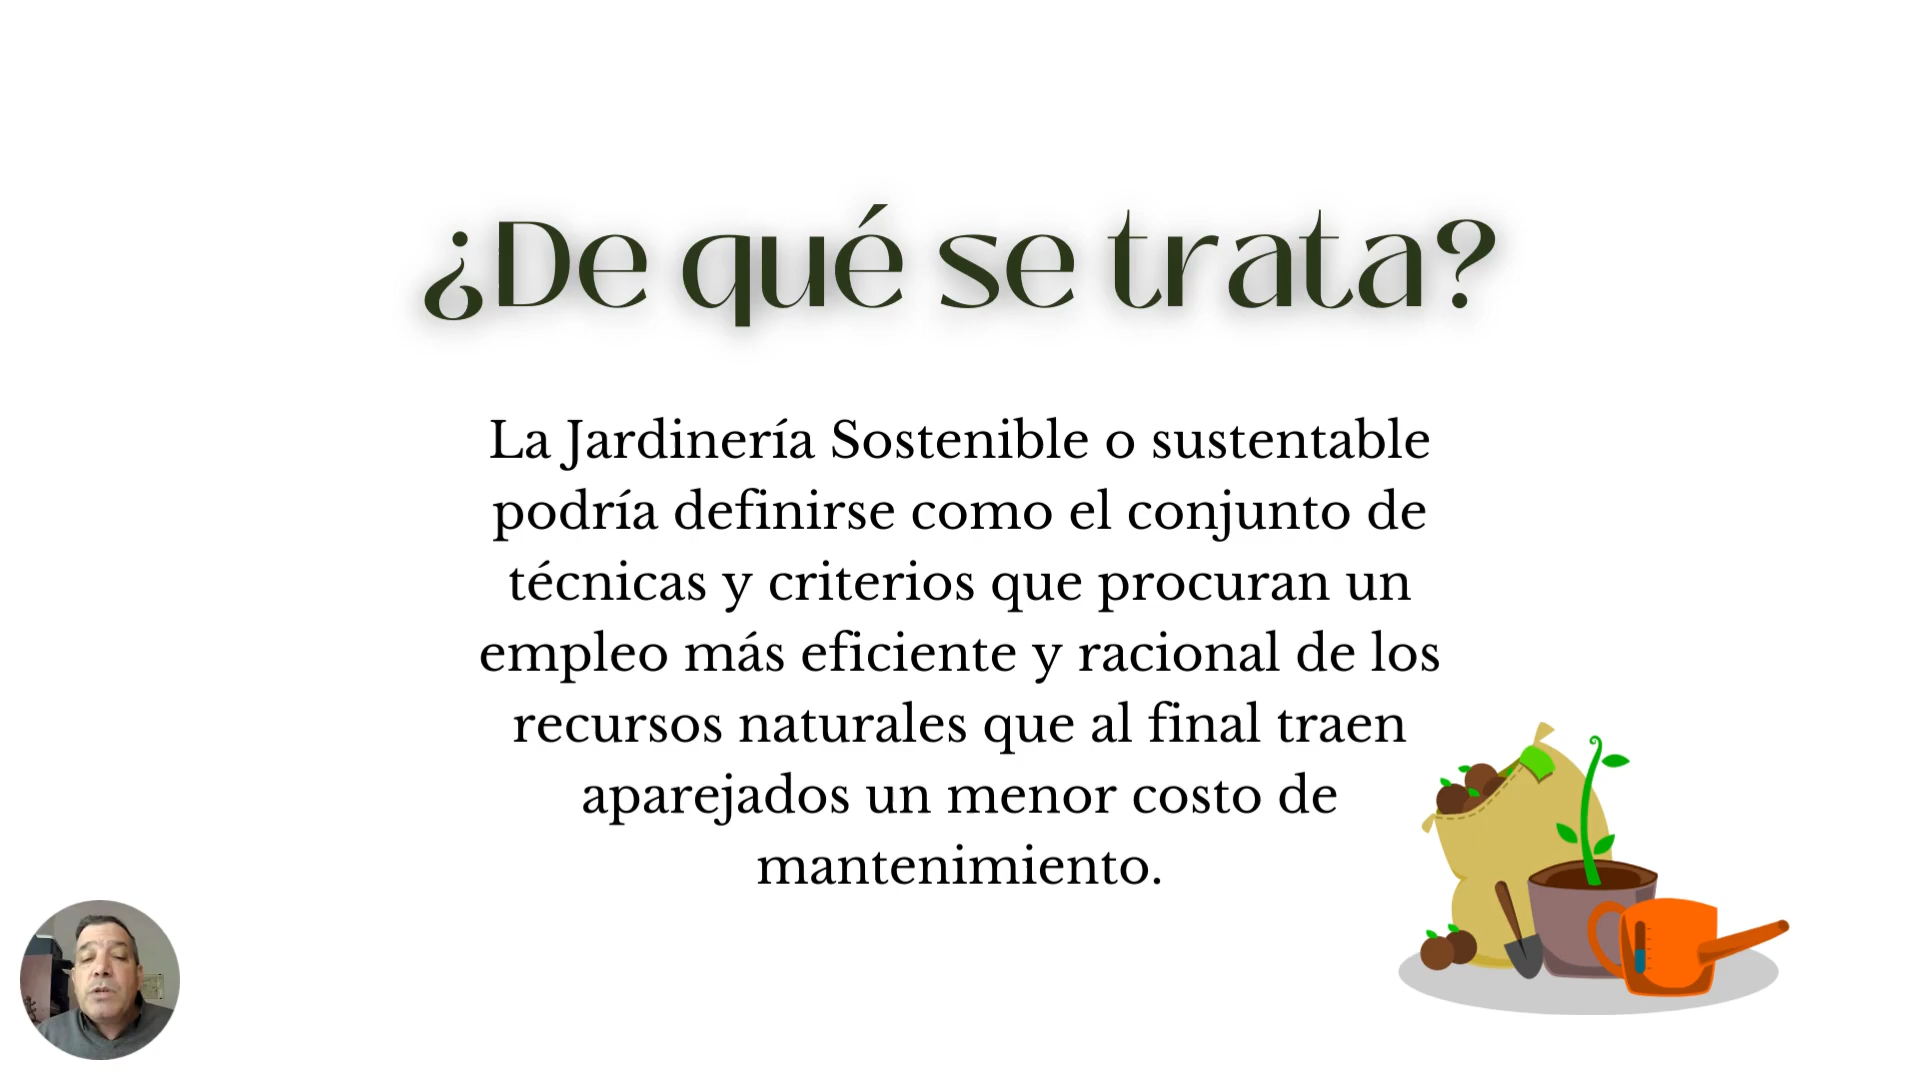 ¿De qué se trata?
La Jardinería Sostenible o sustentable
podría definirse como el conjunto de
técnicas y criterios que procuran un
empleo más eficiente y racional de los
recursos naturales que al final traen
aparejados un menor costo de
mantenimiento.